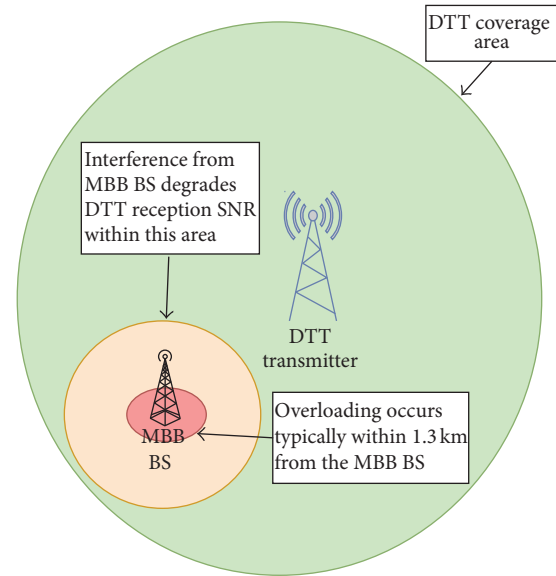 DTT coverage
area
Interference from
MBB BS degrades
DTT reception SNR
within this area
DTT
transmitter
Overloading occurs
typically within 1.3 km
from the MBB BS
MBB
BS